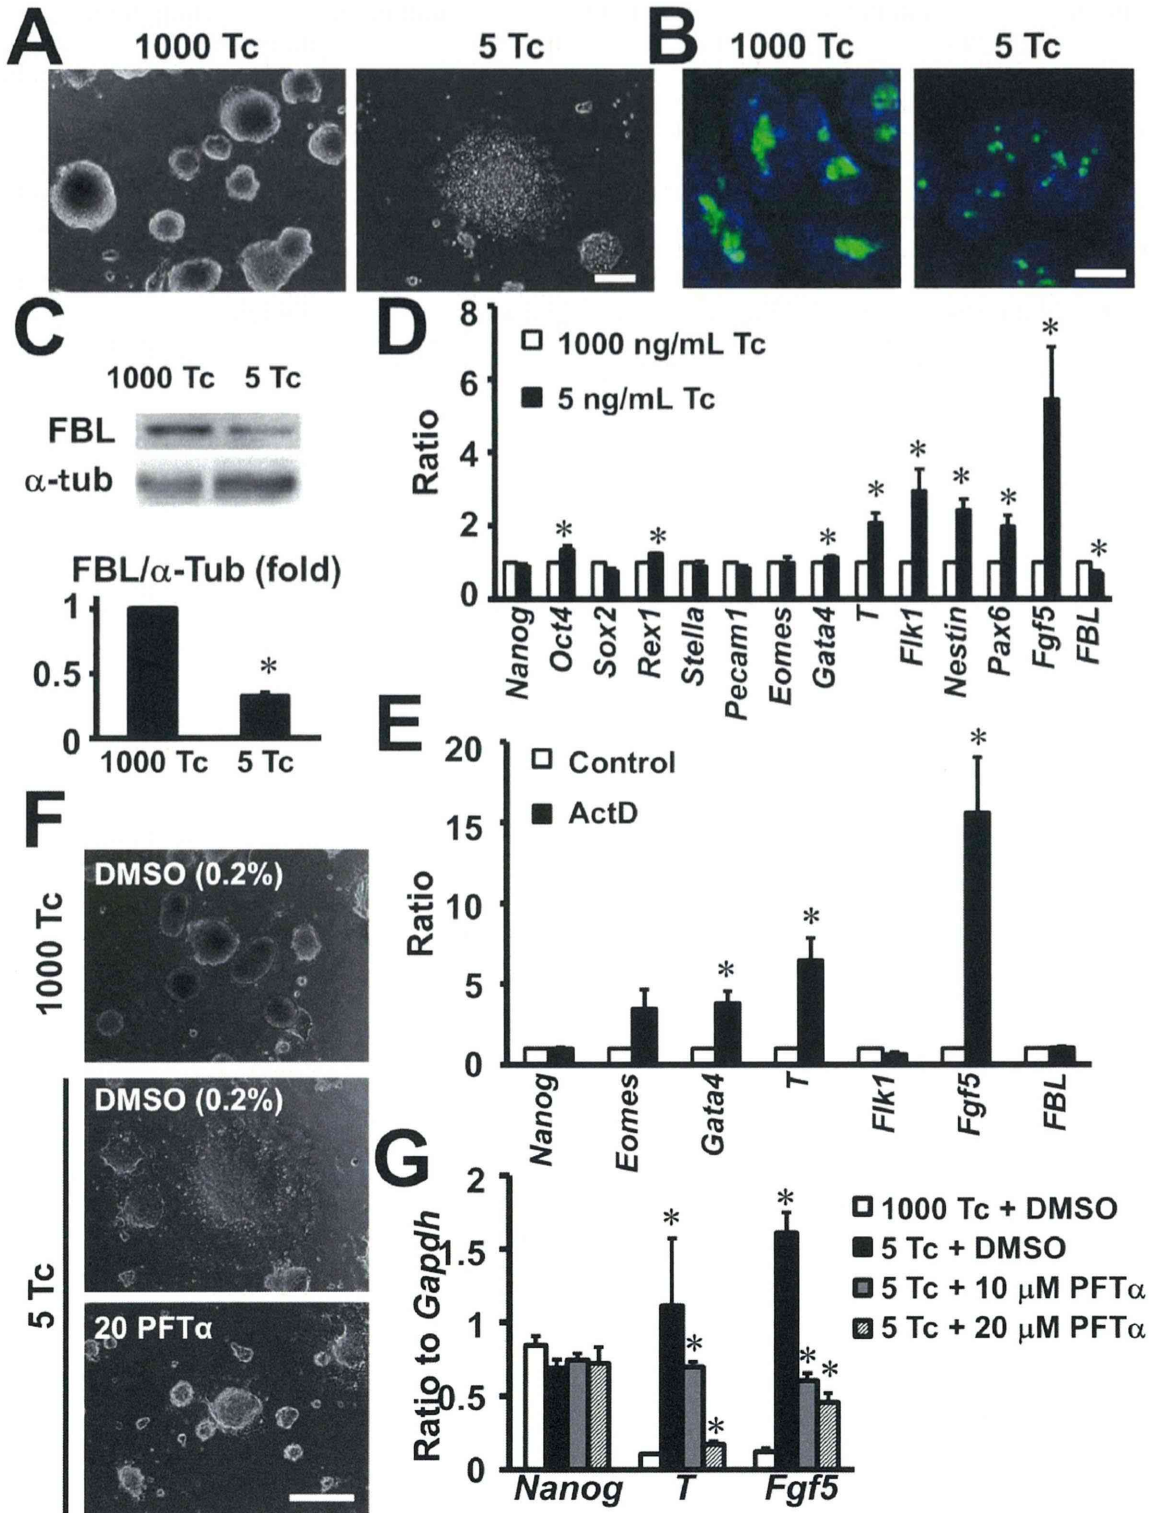 A
1000 Tc
5 Tc
B
1000 Tc
5 Tc
C
1000 Tc 5 Tc
FBL
α-tub
FBL/α-Tub (fold)
1
0.5
0
1000 Tc 5 Tc
D
8
6
4
2
0
Ratio
1000 ng/mL Tc
5 ng/mL Tc
*
*
*
*
*
*
*
*
*
Nanog
Oct4
Sox2
Rex1
Stella
Pecam1
Eomes
Gata4
T
Flk1
Nestin
Pax6
Fgf5
FBL
*
E
20
15
10
5
0
Ratio
Control
ActD
*
*
*
Nanog
Eomes
Gata4
T
Flk1
Fgf5
FBL
F
1000 Tc
DMSO (0.2%)
5 Tc
DMSO (0.2%)
20 PFTα
G
2
1.5
1
0.5
0
Ratio to Gapdh
1000 Tc + DMSO
5 Tc + DMSO
5 Tc + 10 μM PFTα
5 Tc + 20 μM PFTα
*
*
*
*
*
*
Nanog
T
Fgf5